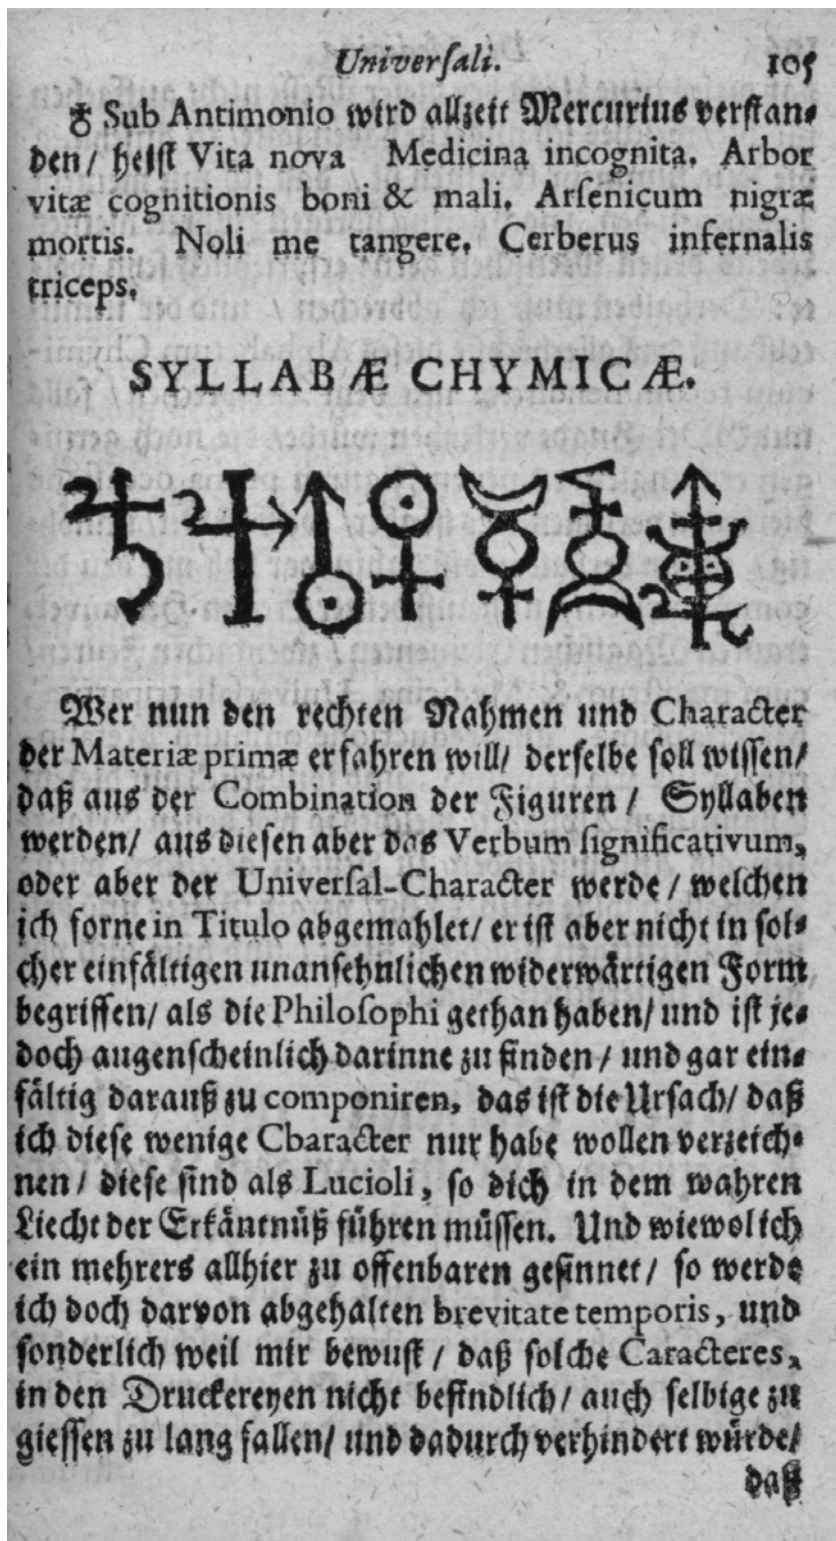 Univerſali. 105
♁ Sub Antimonio wird allzeit Mercurius verſtan⸗
den/ heiſt Vita nova Medicina incognita. Arbor
vitæ cognitionis boni & mali. Arſenicum nigræ
mortis. Noli me tangere. Cerberus infernalis
triceps.
SYLLABÆ CHYMICÆ.
Wer nun den rechten Nahmen und Character
der Materiæ primæ erfahren will/ derſelbe ſoll wiſſen/
daß aus der Combination der Figuren / Syllaben
werden/ aus dieſen aber das Verbum ſignificativum,
oder aber der Univerſal-Character werde / welchen
ich forne in Titulo abgemahlet/ er iſt aber nicht in ſol⸗
cher einfältigen unanſehnlichen widerwärtigen Form
begriffen/ als die Philoſophi gethan haben/ und iſt je⸗
doch augenſcheinlich darinne zu finden / und gar ein⸗
fältig darauß zu componiren, das iſt die Urſach/ daß
ich dieſe wenige Cbaracter nur habe wollen verzeich⸗
nen / dieſe ſind als Lucioli, ſo dich in dem wahren
Liecht der Erkäntnüß führen müſſen. Und wiewol ich
ein mehrers allhier zu offenbaren geſinnet / ſo werde
ich doch darvon abgehalten brevitate temporis, und
ſonderlich weil mir bewuſt / daß ſolche Caracteres,
in den Druckereyen nicht befindlich / auch ſelbige zu
gieſſen zu lang fallen/ und dadurch verhindert würde/
daß